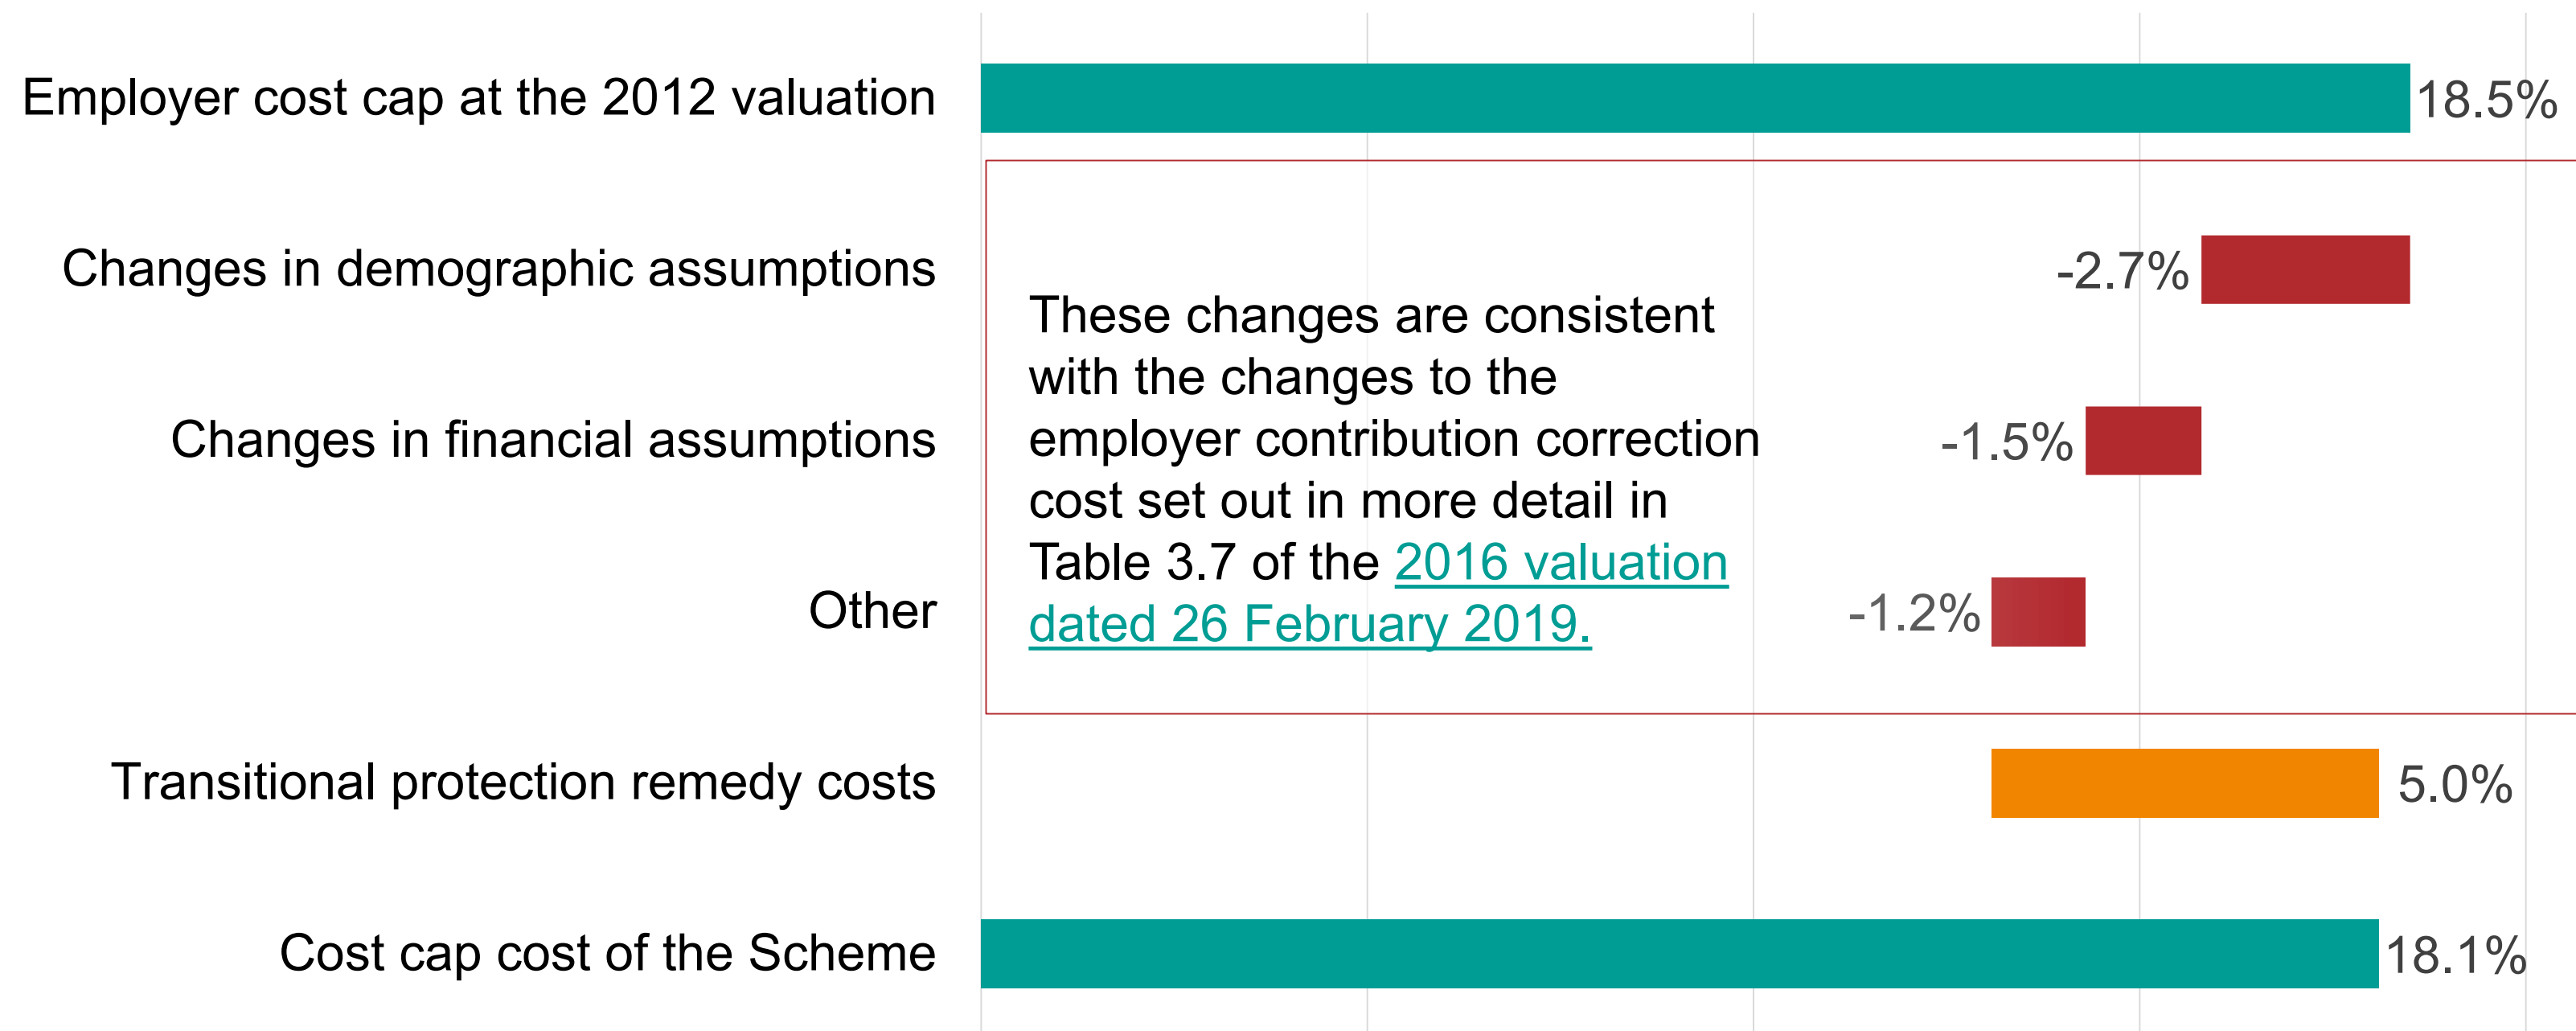 Employer cost cap at the 2012 valuation
18.5%
Changes in demographic assumptions
-2.7%
These changes are consistent
with the changes to the
employer contribution correction
cost set out in more detail in
Table 3.7 of the 2016 valuation
dated 26 February 2019.
Changes in financial assumptions
-1.5%
Other
-1.2%
Transitional protection remedy costs
5.0%
Cost cap cost of the Scheme
18.1%